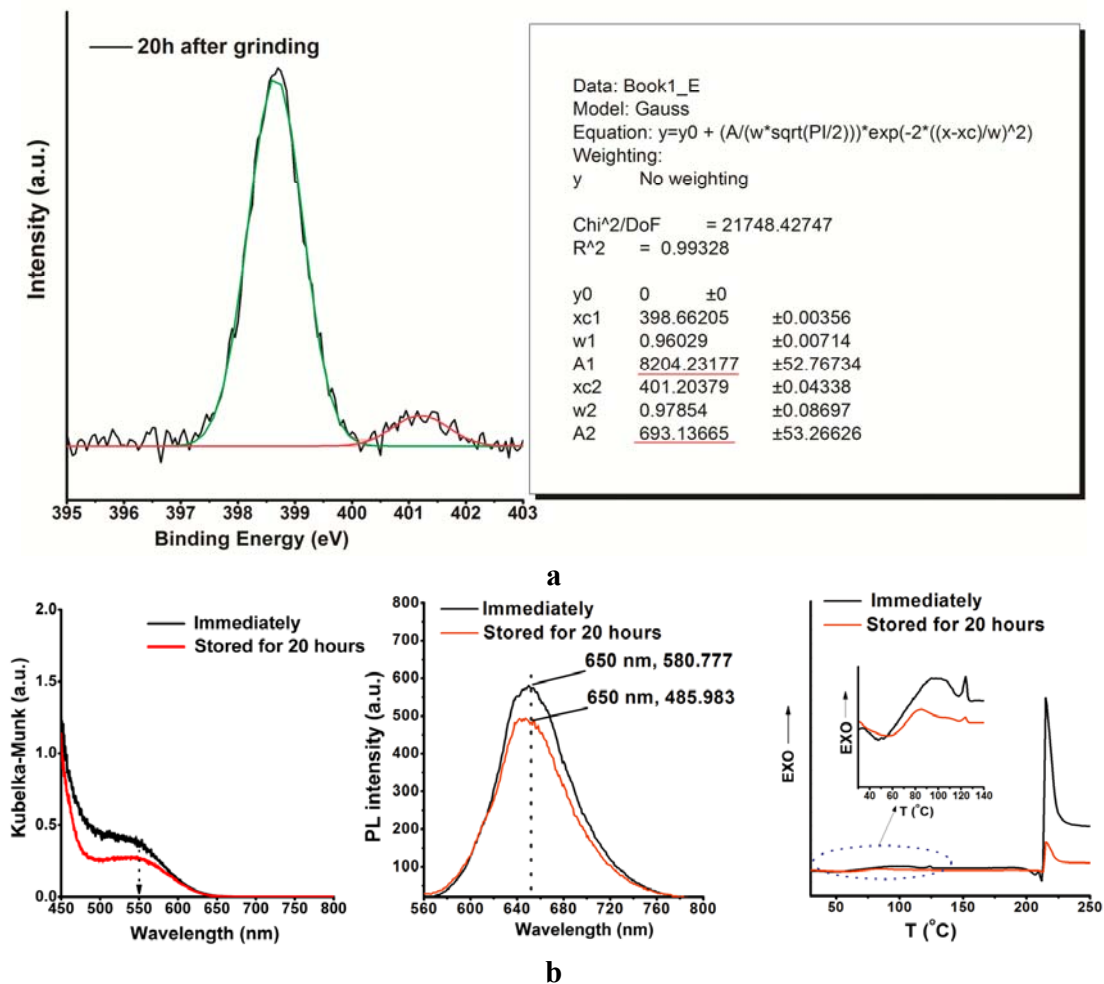 20h after grinding
Intensity (a.u.)
395 396 397 398 399 400 401 402 403
Binding Energy (eV)
Data: Book1_E
Model: Gauss
Equation: y=y0 + (A/(w*sqrt(PI/2)))*exp(-2*((x-xc)/w)^2)
Weighting:
y No weighting
Chi^2/DoF = 21748.42747
R^2 = 0.99328
y0 0 ±0
xc1 398.66205 ±0.00356
w1 0.96029 ±0.00714
A1 8204.23177 ±52.76734
xc2 401.20379 ±0.04338
w2 0.97854 ±0.08697
A2 693.13665 ±53.26626
a
Immediately
Stored for 20 hours
Kubelka-Munk (a.u.)
2.0
1.5
1.0
0.5
0.0
450 500 550 600 650 700 750 800
Wavelength (nm)
Immediately
Stored for 20 hours
650 nm, 580.777
650 nm, 485.983
PL intensity (a.u.)
800
700
600
500
400
300
200
100
560 600 640 680 720 760 800
Wavelength (nm)
Immediately
Stored for 20 hours
EXO
EXO
40 60 80 100 120 140
T (°C)
50 100 150 200 250
T (°C)
b